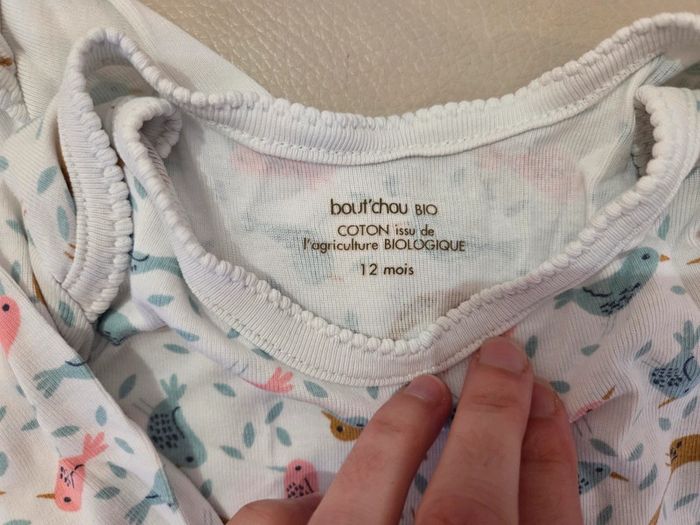 bout'chou BIO
COTON issu de
l'agriculture BIOLOGIQUE
12 mois